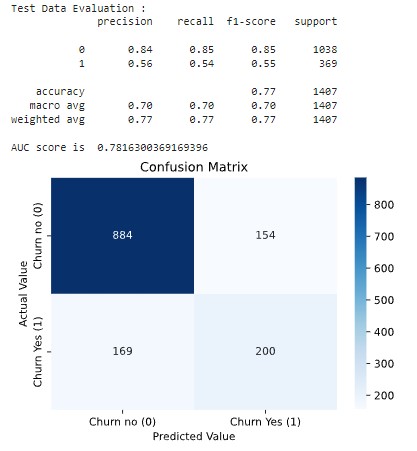 Test Data Evaluation :
precision recall f1-score support
0 0.84 0.85 0.85 1038
1 0.56 0.54 0.55 369
accuracy 0.77 1407
macro avg 0.70 0.70 0.70 1407
weighted avg 0.77 0.77 0.77 1407
AUC score is 0.7816300369169396
Confusion Matrix
Actual Value
Churn no (0)
884 154
Churn Yes (1)
169 200
Churn no (0) Churn Yes (1)
Predicted Value
800
700
600
500
400
300
200